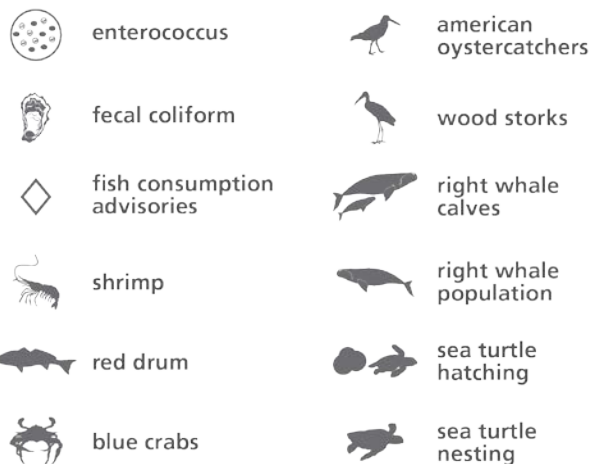 enterococcus
fecal coliform
fish consumption
advisories
shrimp
red drum
blue crabs
american
oystercatchers
wood storks
right whale
calves
right whale
population
sea turtle
hatching
sea turtle
nesting